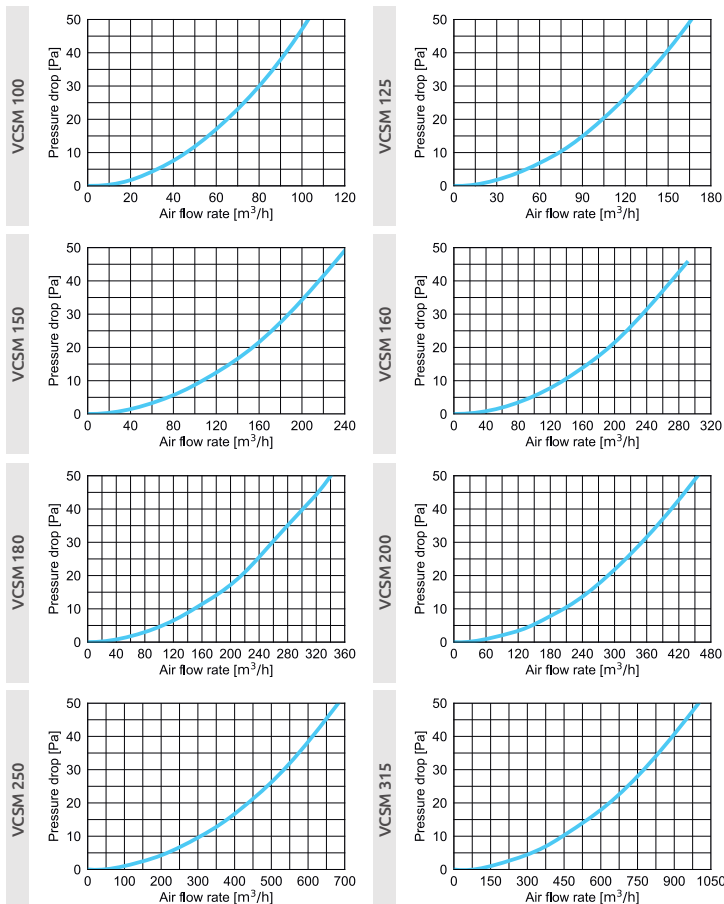 VCSM 100
Pressure drop [Pa]
50
40
30
20
10
0
0 20 40 60 80 100 120
Air flow rate [m³/h]
VCSM 125
Pressure drop [Pa]
50
40
30
20
10
0
0 30 60 90 120 150 180
Air flow rate [m³/h]
VCSM 150
Pressure drop [Pa]
50
40
30
20
10
0
0 40 80 120 160 200 240
Air flow rate [m³/h]
VCSM 160
Pressure drop [Pa]
50
40
30
20
10
0
0 40 80 120 160 200 240 280 320
Air flow rate [m³/h]
VCSM 180
Pressure drop [Pa]
50
40
30
20
10
0
0 40 80 120 160 200 240 280 320 360
Air flow rate [m³/h]
VCSM 200
Pressure drop [Pa]
50
40
30
20
10
0
0 60 120 180 240 300 360 420 480
Air flow rate [m³/h]
VCSM 250
Pressure drop [Pa]
50
40
30
20
10
0
0 100 200 300 400 500 600 700
Air flow rate [m³/h]
VCSM 315
Pressure drop [Pa]
50
40
30
20
10
0
0 150 300 450 600 750 900 1050
Air flow rate [m³/h]